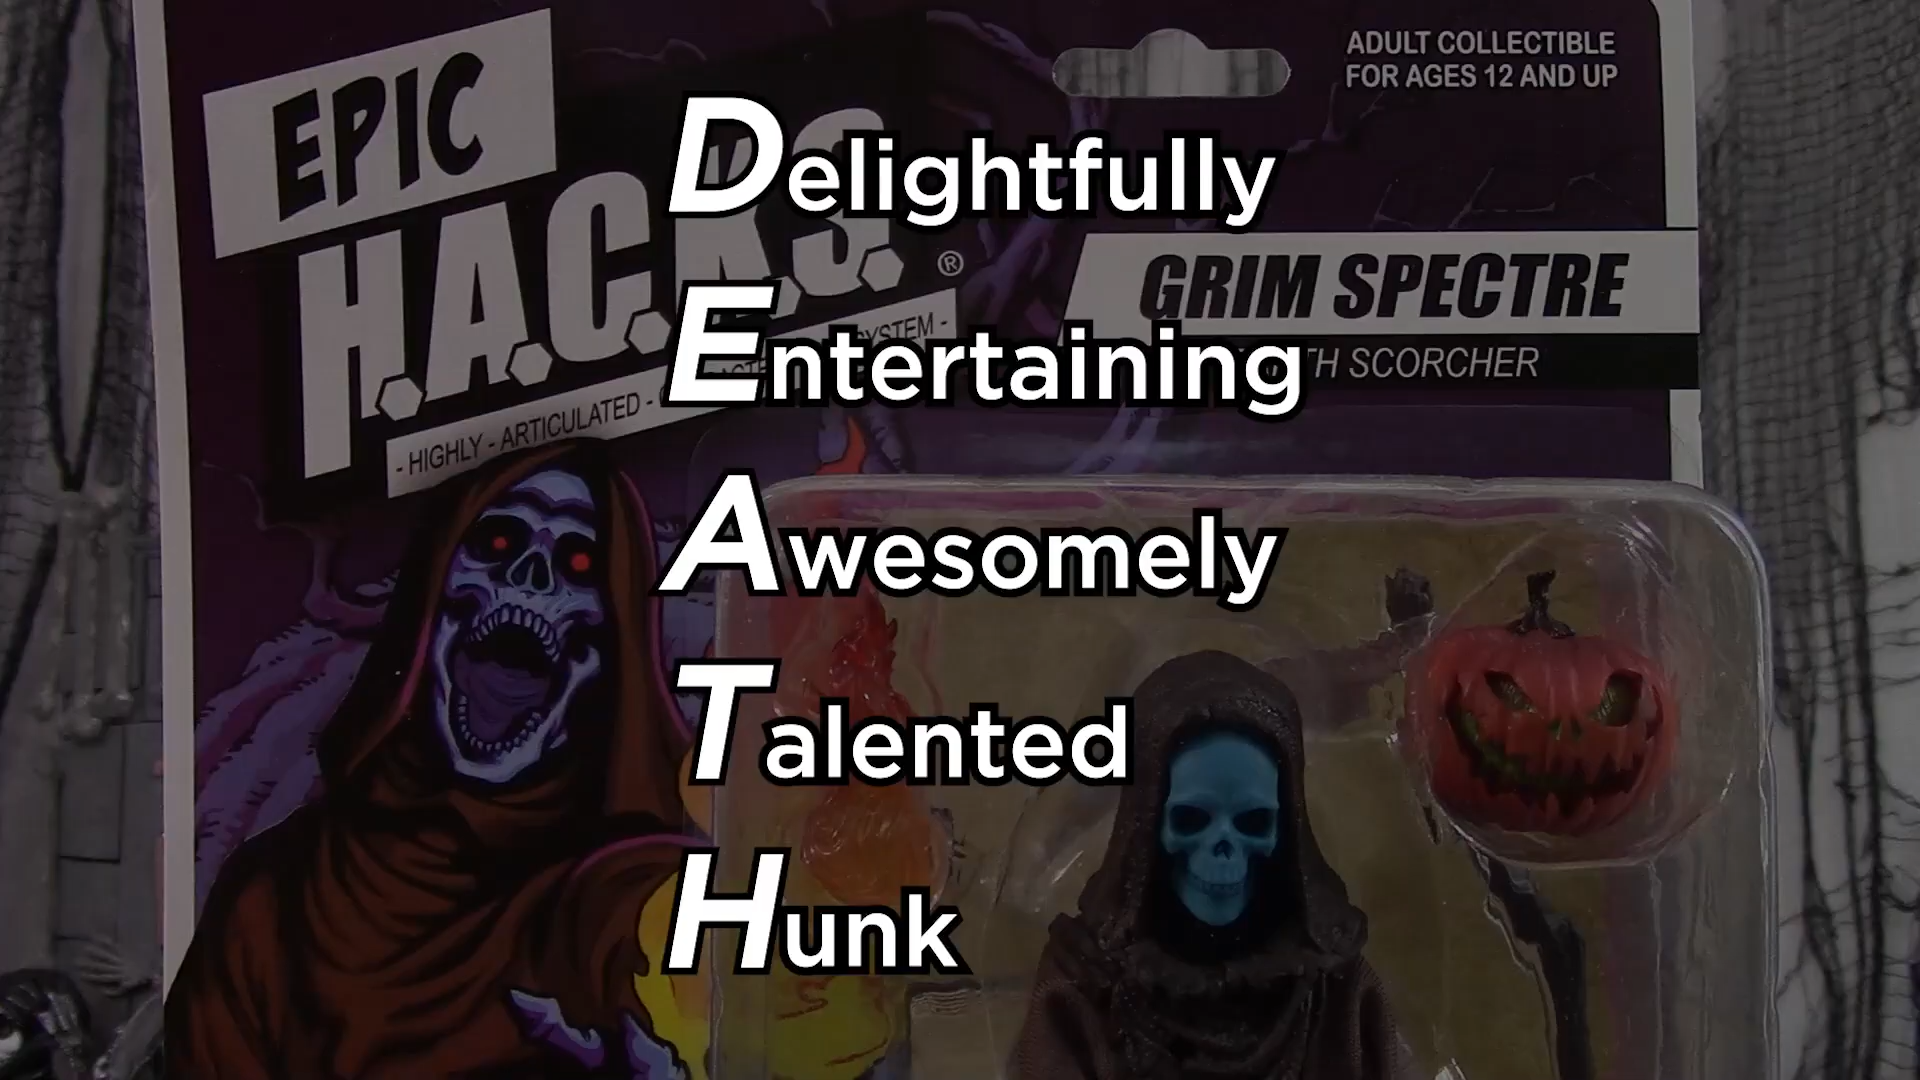 EPIC
H.A.C.K.S.®
- HIGHLY - ARTICULATED -
SYSTEM -
ADULT COLLECTIBLE
FOR AGES 12 AND UP
GRIM SPECTRE
SCORCHER
Delightfully
Entertaining
Awesomely
Talented
Hunk